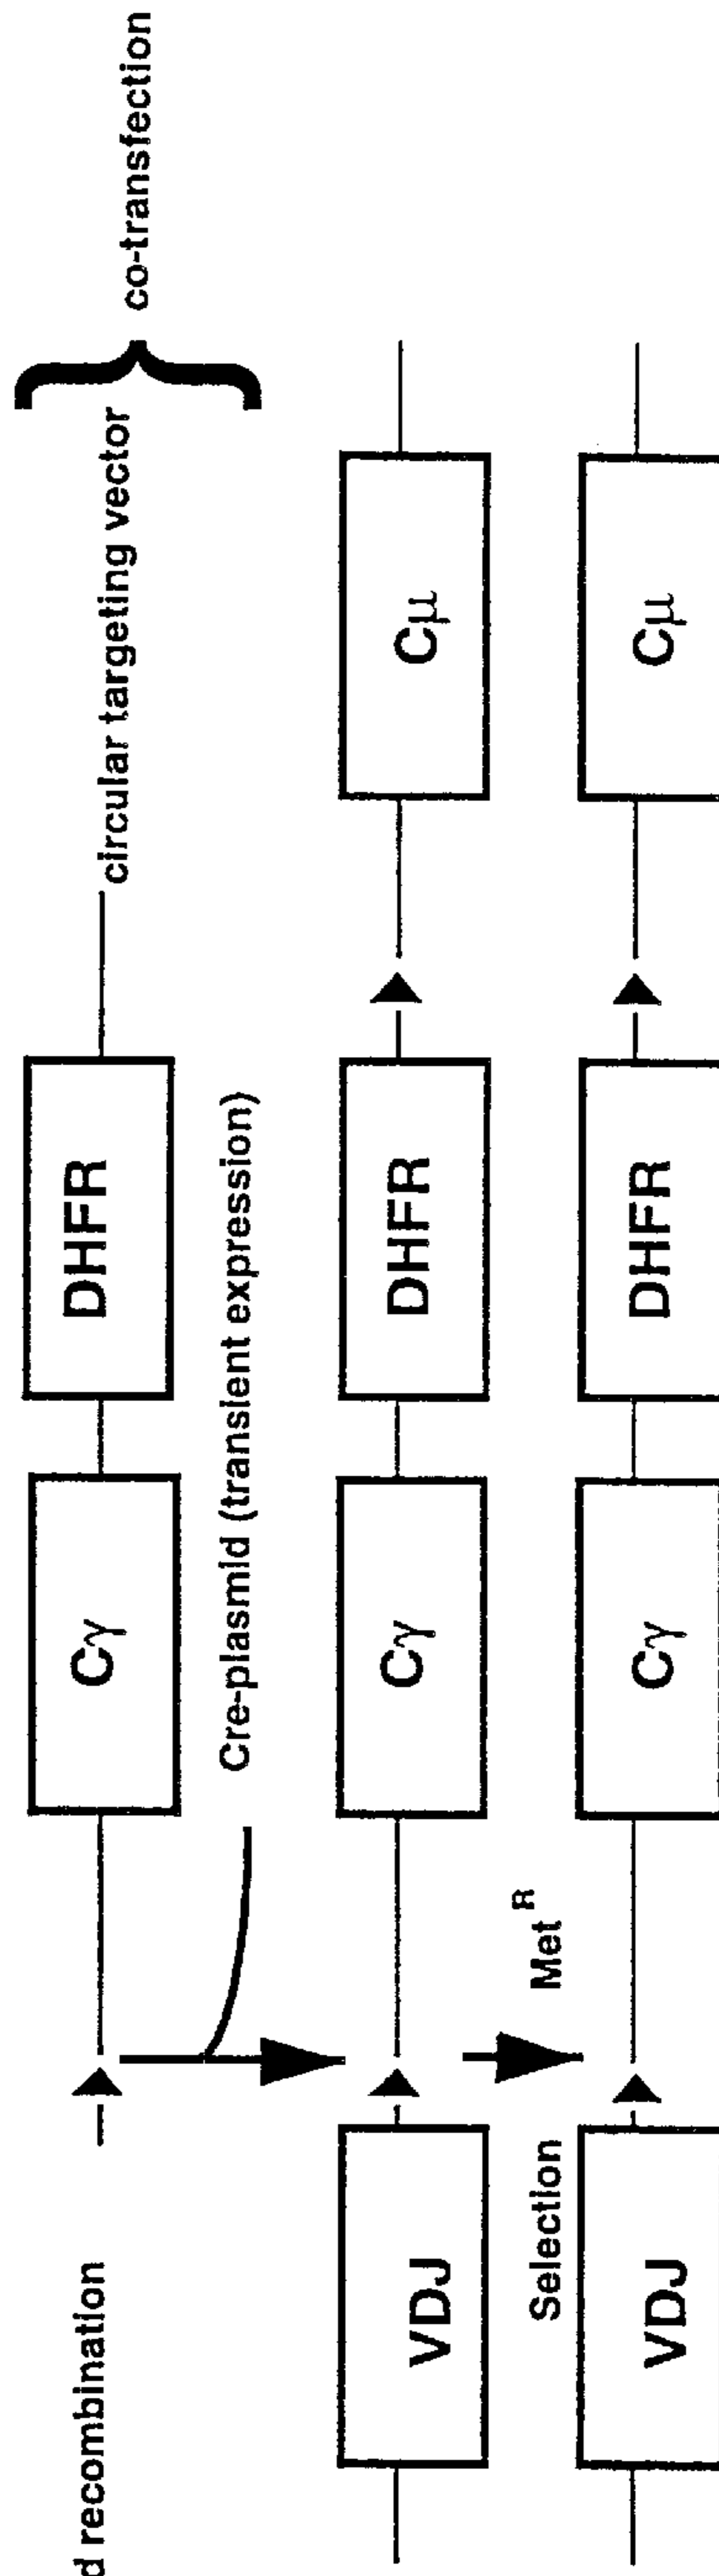 d recombination
Cγ DHFR circular targeting vector
co-transfection
Cre-plasmid (transient expression)
VDJ Cγ DHFR Cμ
Selection Met^R
VDJ Cγ DHFR Cμ